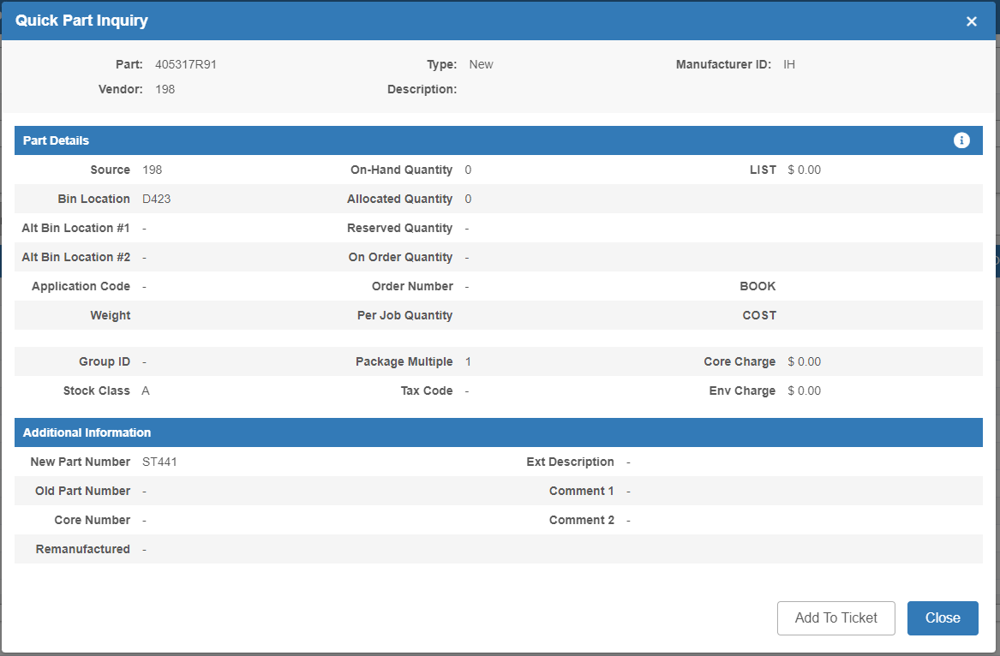 Quick Part Inquiry ×
Part: 405317R91 Type: New Manufacturer ID: IH
Vendor: 198 Description:
Part Details
Source 198 On-Hand Quantity 0 LIST $ 0.00
Bin Location D423 Allocated Quantity 0
Alt Bin Location #1 - Reserved Quantity -
Alt Bin Location #2 - On Order Quantity -
Application Code - Order Number - BOOK
Weight Per Job Quantity COST
Group ID - Package Multiple 1 Core Charge $ 0.00
Stock Class A Tax Code - Env Charge $ 0.00
Additional Information
New Part Number ST441 Ext Description -
Old Part Number - Comment 1 -
Core Number - Comment 2 -
Remanufactured -
Add To Ticket Close